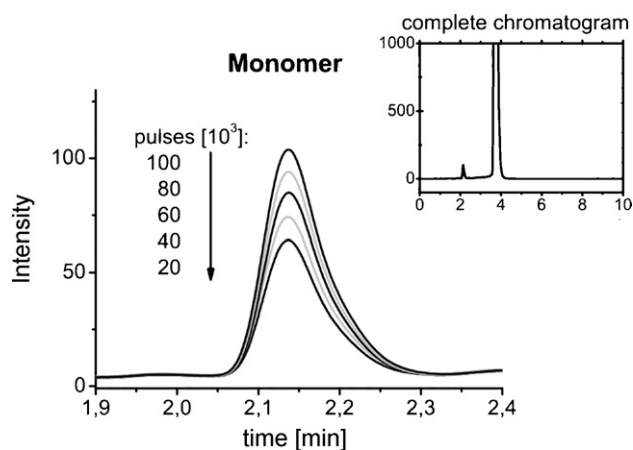 complete chromatogram
1000
500
0
0 2 4 6 8 10
Monomer
pulses [10³]:
100
80
60
40
20
Intensity
100
50
0
1,9 2,0 2,1 2,2 2,3 2,4
time [min]